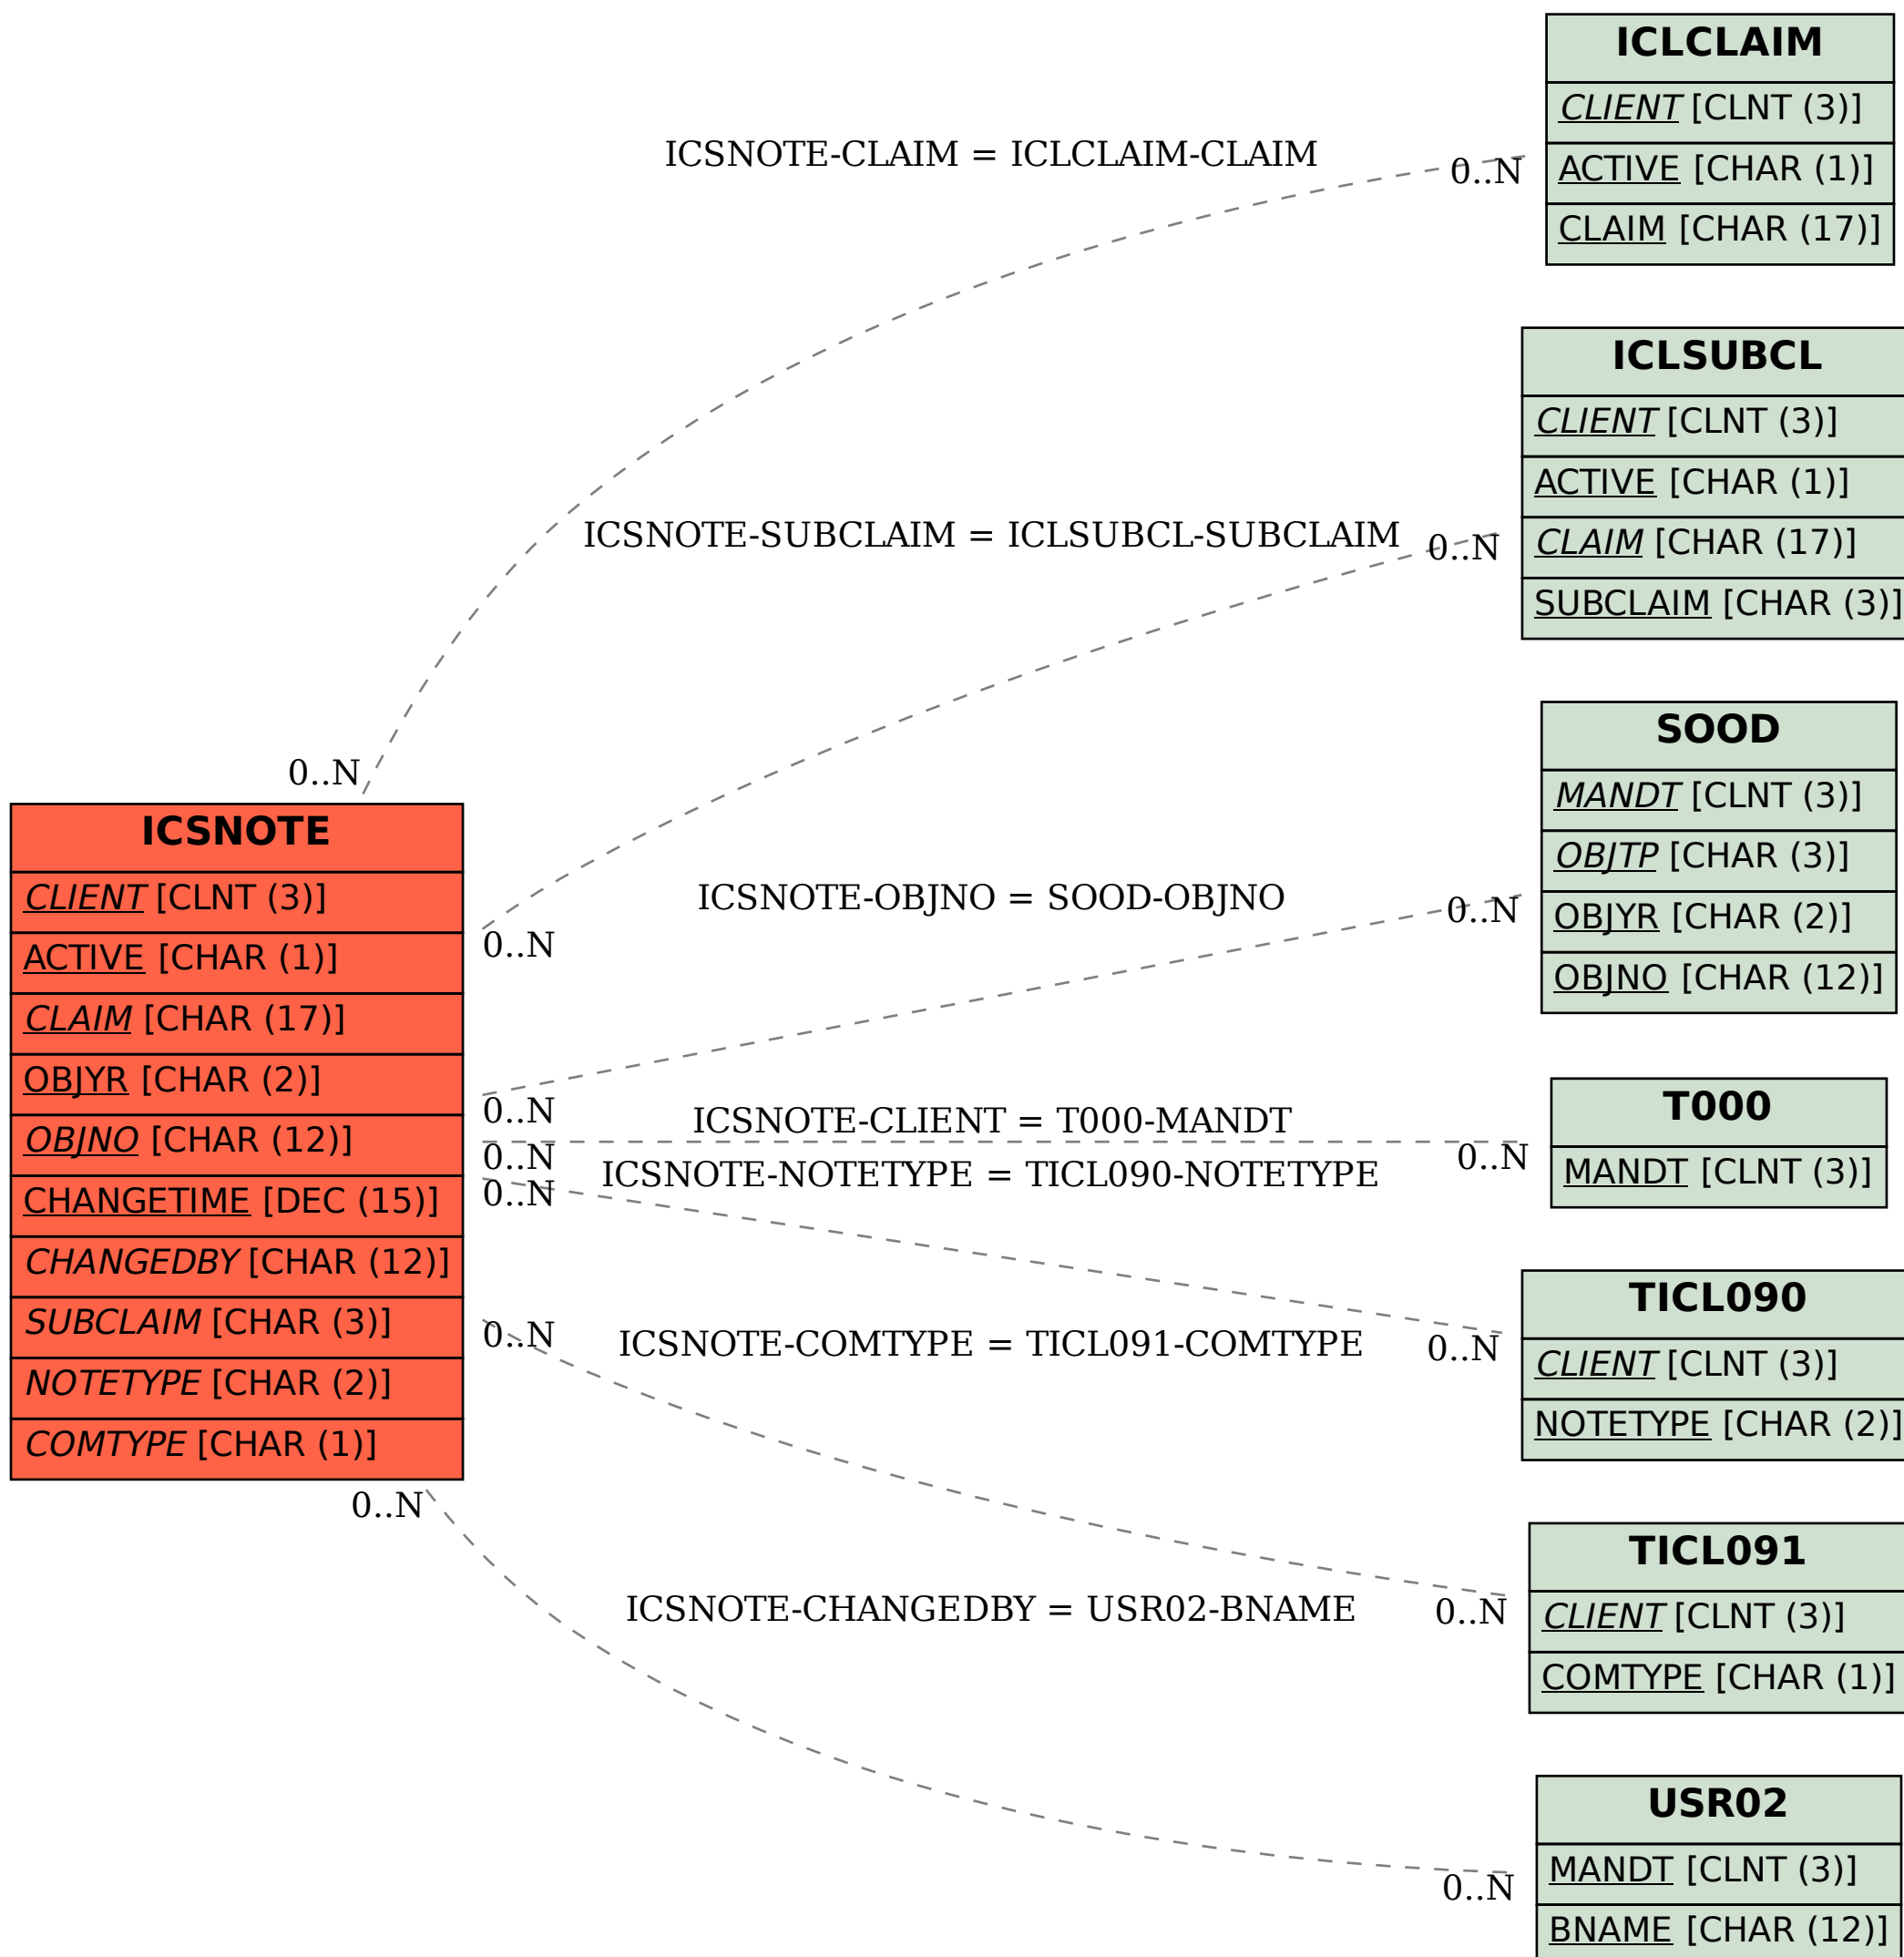 ICLCLAIM
CLIENT [CLNT (3)]
ACTIVE [CHAR (1)]
CLAIM [CHAR (17)]
ICSNOTE-CLAIM = ICLCLAIM-CLAIM
0..N
0..N
ICLSUBCL
CLIENT [CLNT (3)]
ACTIVE [CHAR (1)]
CLAIM [CHAR (17)]
SUBCLAIM [CHAR (3)]
ICSNOTE-SUBCLAIM = ICLSUBCL-SUBCLAIM
0..N
0..N
SOOD
MANDT [CLNT (3)]
OBJTP [CHAR (3)]
OBJYR [CHAR (2)]
OBJNO [CHAR (12)]
ICSNOTE-OBJNO = SOOD-OBJNO
0..N
0..N
ICSNOTE
CLIENT [CLNT (3)]
ACTIVE [CHAR (1)]
CLAIM [CHAR (17)]
OBJYR [CHAR (2)]
OBJNO [CHAR (12)]
CHANGETIME [DEC (15)]
CHANGEDBY [CHAR (12)]
SUBCLAIM [CHAR (3)]
NOTETYPE [CHAR (2)]
COMTYPE [CHAR (1)]
ICSNOTE-CLIENT = T000-MANDT
0..N
0..N
T000
MANDT [CLNT (3)]
ICSNOTE-NOTETYPE = TICL090-NOTETYPE
0..N
0..N
TICL090
CLIENT [CLNT (3)]
NOTETYPE [CHAR (2)]
ICSNOTE-COMTYPE = TICL091-COMTYPE
0..N
0..N
TICL091
CLIENT [CLNT (3)]
COMTYPE [CHAR (1)]
ICSNOTE-CHANGEDBY = USR02-BNAME
0..N
0..N
USR02
MANDT [CLNT (3)]
BNAME [CHAR (12)]